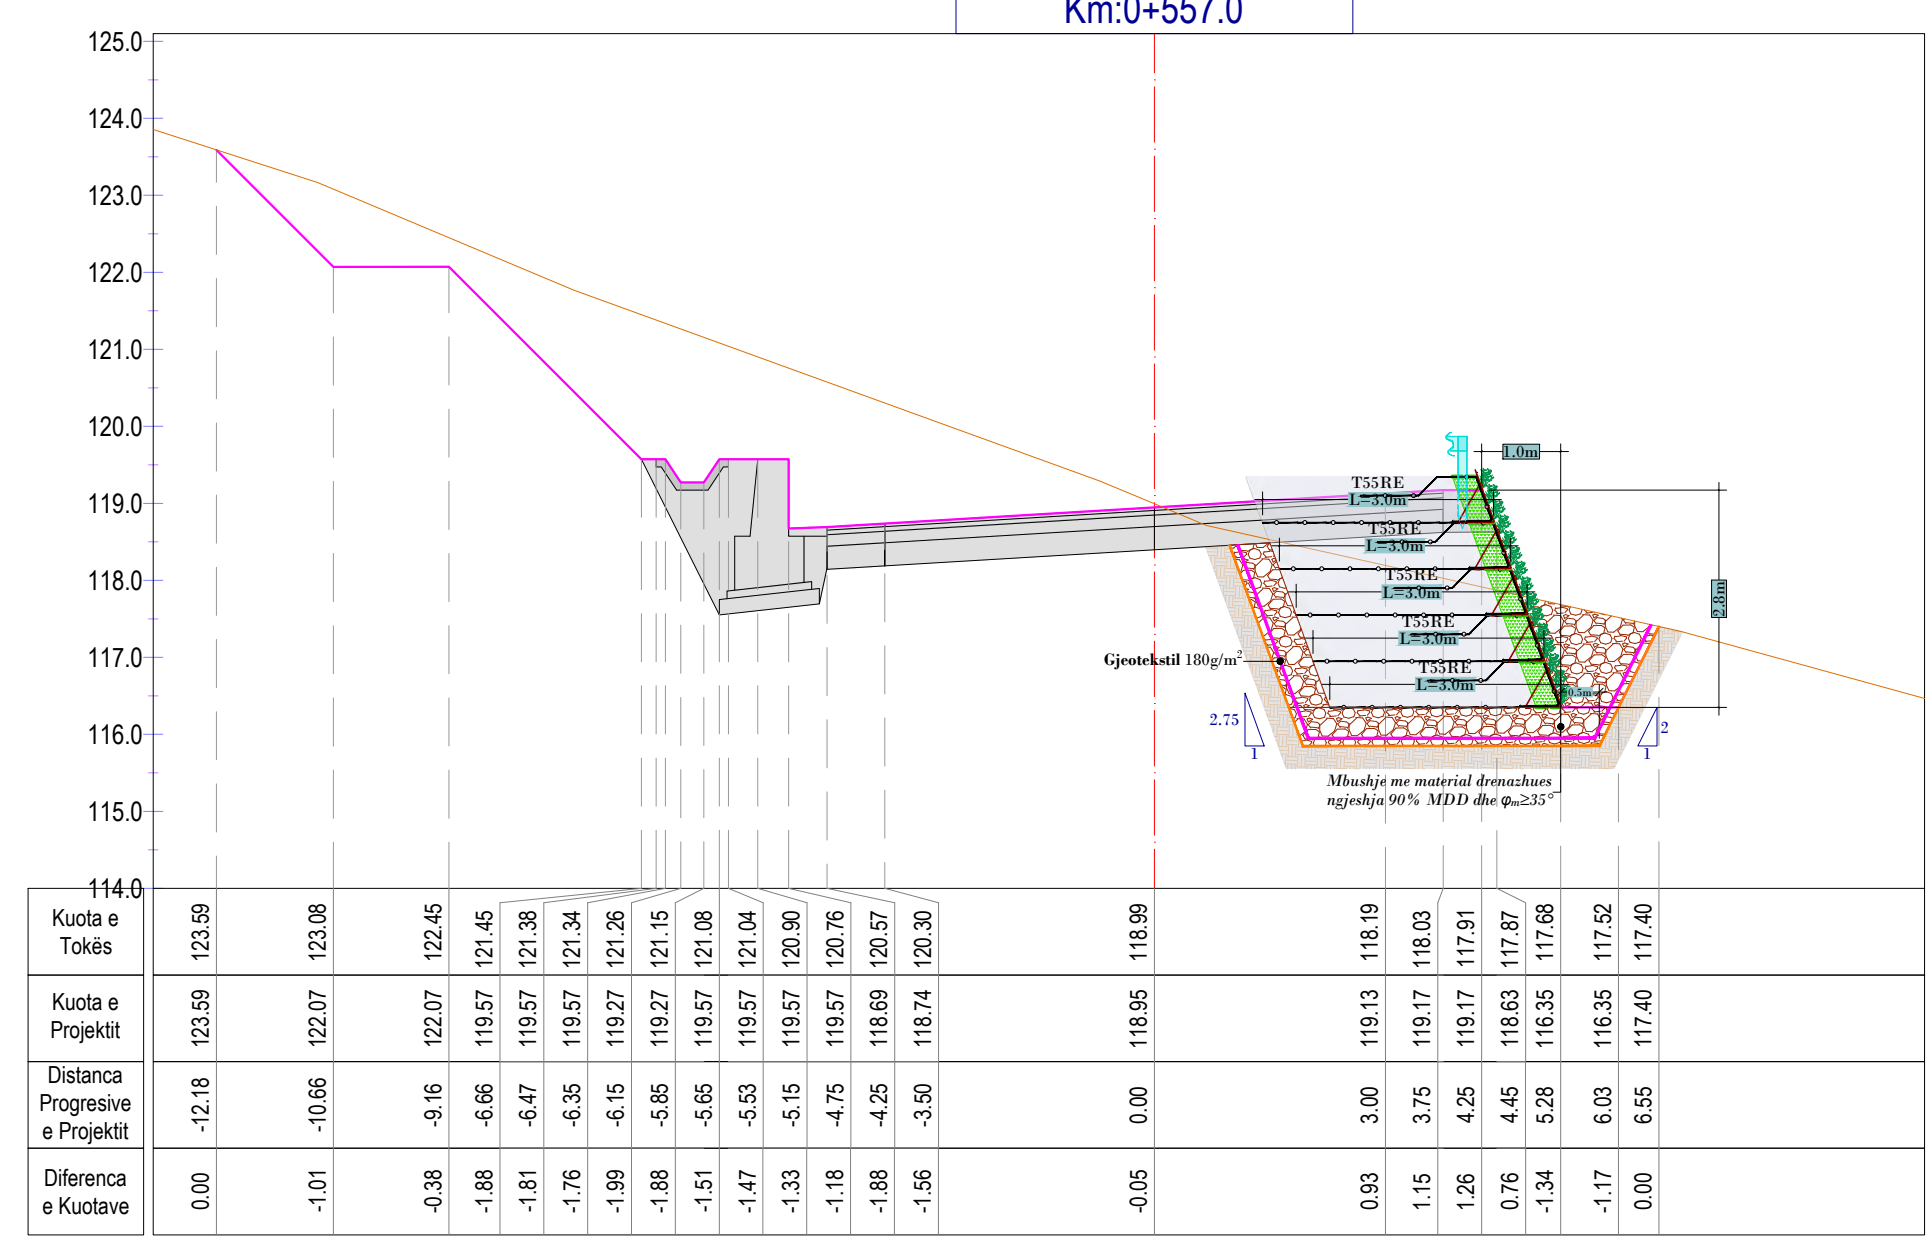 Km:0+557.0
125.0
124.0
123.0
122.0
121.0
120.0
119.0
118.0
117.0
116.0
115.0
114.0
1.0m
T55RE
L=3.0m
T55RE
L=3.0m
T55RE
L=3.0m
T55RE
L=3.0m
T55RE
L=3.0m
2.8m
0.5m
Gjeotekstil 180g/m²
2.75
1
2
1
Mbushje me material drenazhues
ngjeshja 90% MDD dhe φm≥35°
Kuota e
Tokës
123.59 123.08 122.45 121.45 121.38 121.34 121.26 121.15 121.08 121.04 120.90 120.76 120.57 120.30 118.99 118.19 118.03 117.91 117.87 117.68 117.52 117.40
Kuota e
Projektit
123.59 122.07 122.07 119.57 119.57 119.57 119.27 119.27 119.57 119.57 119.57 119.57 118.69 118.74 118.95 119.13 119.17 119.17 118.63 116.35 116.35 117.40
Distanca
Progresive
e Projektit
-12.18 -10.66 -9.16 -6.66 -6.47 -6.35 -6.15 -5.85 -5.65 -5.53 -5.15 -4.75 -4.25 -3.50 0.00 3.00 3.75 4.25 4.45 5.28 6.03 6.55
Diferenca
e Kuotave
0.00 -1.01 -0.38 -1.88 -1.81 -1.76 -1.99 -1.88 -1.51 -1.47 -1.33 -1.18 -1.88 -1.56 -0.05 0.93 1.15 1.26 0.76 -1.34 -1.17 0.00